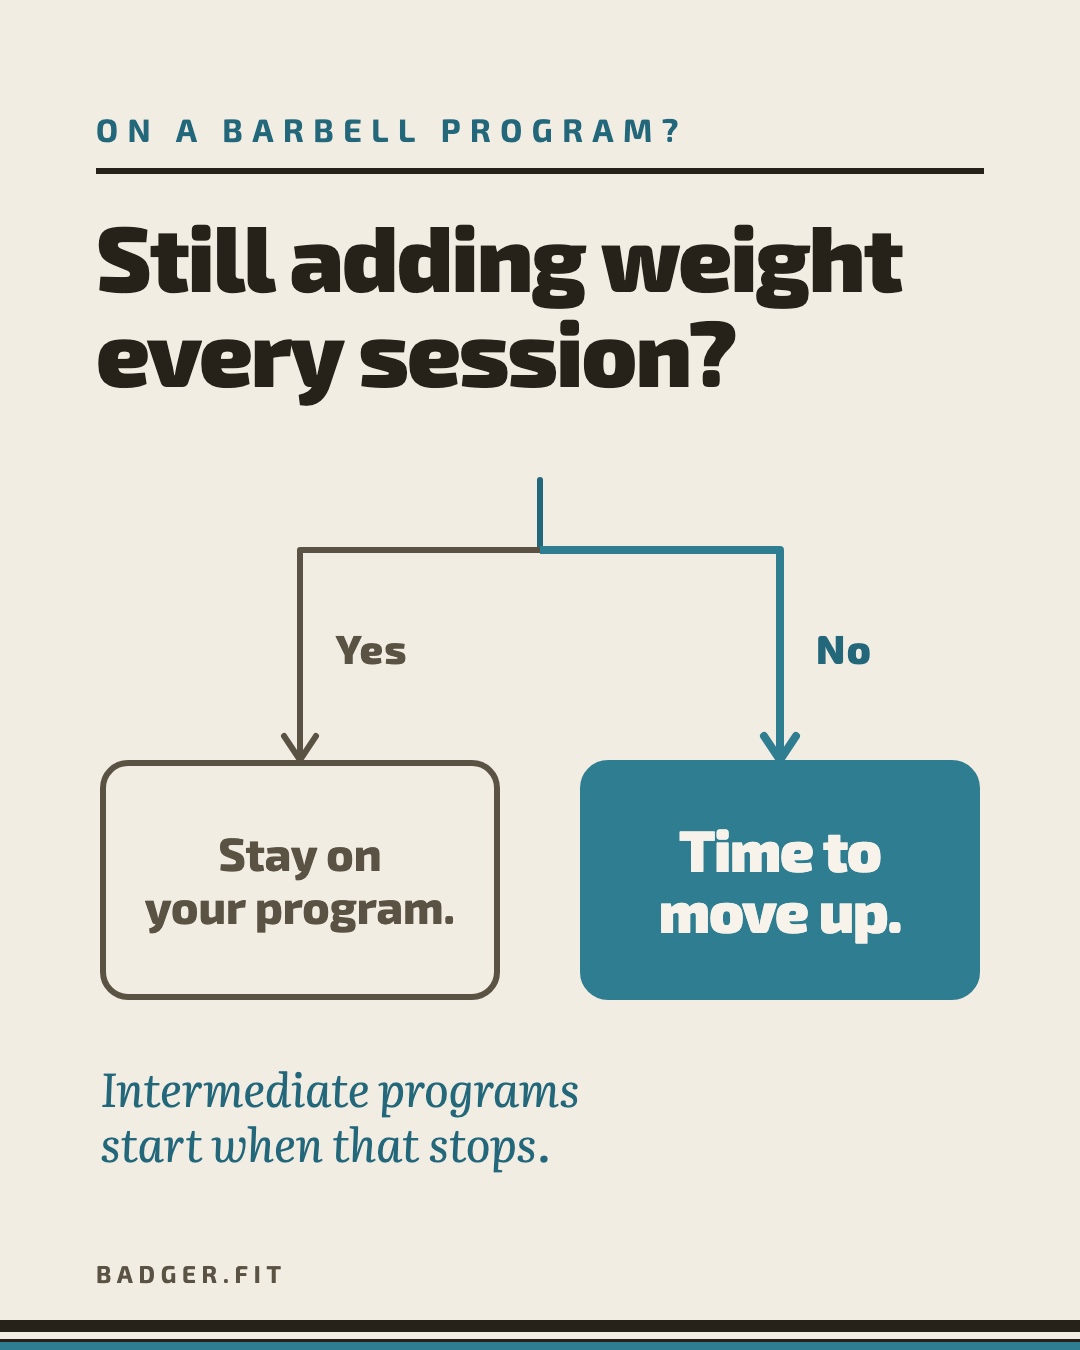 ON A BARBELL PROGRAM?
Still adding weight
every session?
Yes
No
Stay on
your program.
Time to
move up.
Intermediate programs
start when that stops.
BADGER.FIT